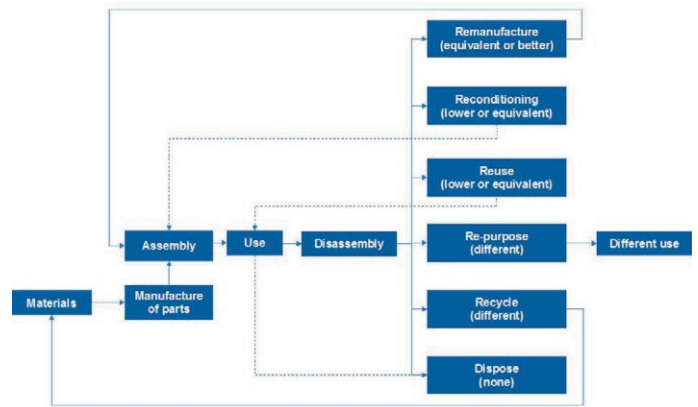 Remanufacture
(equivalent or better)
Reconditioning
(lower or equivalent)
Reuse
(lower or equivalent)
Assembly
Use
Disassembly
Re-purpose
(different)
Different use
Materials
Manufacture
of parts
Recycle
(different)
Dispose
(none)